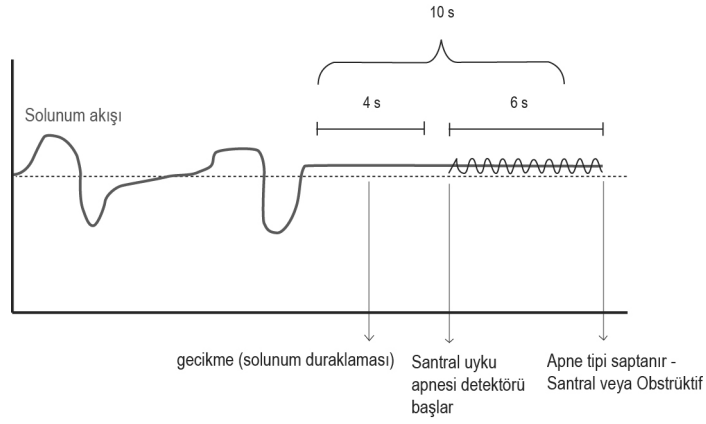 10 s
4 s
6 s
Solunum akışı
gecikme (solunum duraklaması)
Santral uyku
apnesi detektörü
başlar
Apne tipi saptanır -
Santral veya Obstrüktif